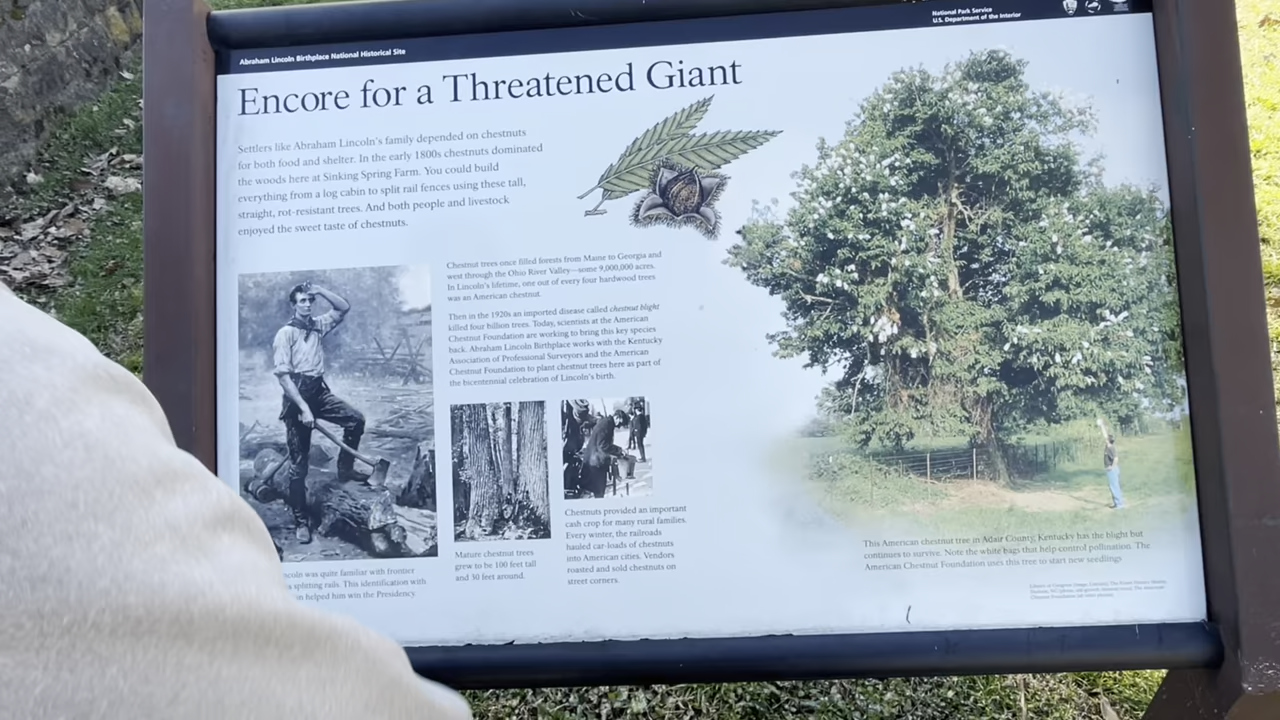 Abraham Lincoln Birthplace National Historical Site
National Park Service
U.S. Department of the Interior
Encore for a Threatened Giant
Settlers like Abraham Lincoln's family depended on chestnuts
for both food and shelter. In the early 1800s chestnuts dominated
the woods here at Sinking Spring Farm. You could build
everything from a log cabin to split rail fences using these tall,
straight, rot-resistant trees. And both people and livestock
enjoyed the sweet taste of chestnuts.
Chestnut trees once filled forests from Maine to Georgia and
west through the Ohio River Valley—some 9,000,000 acres.
In Lincoln's lifetime, one out of every four hardwood trees
was an American chestnut.
Then in the 1920s an imported disease called chestnut blight
killed four billion trees. Today, scientists at the American
Chestnut Foundation are working to bring this key species
back. Abraham Lincoln Birthplace works with the Kentucky
Association of Professional Surveyors and the American
Chestnut Foundation to plant chestnut trees here as part of
the bicentennial celebration of Lincoln's birth.
was quite familiar with frontier
splitting rails. This identification with
helped him win the Presidency.
Mature chestnut trees
grew to be 100 feet tall
and 30 feet around.
Chestnuts provided an important
cash crop for many rural families.
Every winter, the railroads
hauled car-loads of chestnuts
into American cities. Vendors
roasted and sold chestnuts on
street corners.
This American chestnut tree in Adair County, Kentucky has the blight but
continues to survive. Note the white bags that help control pollination. The
American Chestnut Foundation uses this tree to start new seedlings.